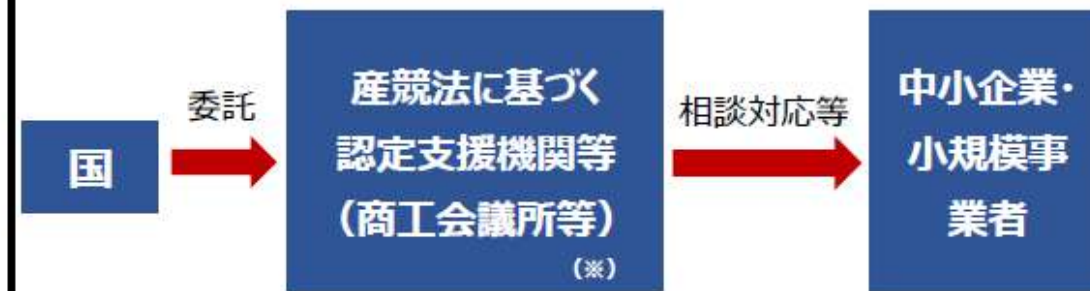 国
委託
産競法に基づく
認定支援機関等
（商工会議所等）
（※）
相談対応等
中小企業・
小規模事
業者